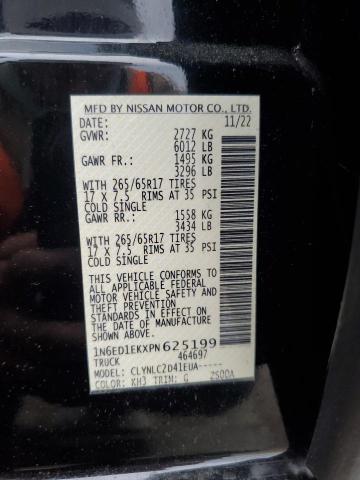 MFD BY NISSAN MOTOR CO., LTD.
DATE: 11/22
GVWR: 2727 KG
6012 LB
GAWR FR: 1495 KG
3296 LB
WITH 265/65R17 TIRES
17 X 7.5 RIMS AT 35 PSI
COLD SINGLE
GAWR RR: 1558 KG
3434 LB
WITH 265/65R17 TIRES
17 X 7.5 RIMS AT 35 PSI
COLD SINGLE
THIS VEHICLE CONFORMS TO
ALL APPLICABLE FEDERAL
MOTOR VEHICLE SAFETY AND
THEFT PREVENTION
STANDARDS IN EFFECT ON
THE DATE OF MANUFACTURE
SHOWN ABOVE.
1N6ED1EKXPN625199
TRUCK 464697
MODEL: CLYNLC2D41EUA-----
COLOR: KH3 TRIM: G 2500A